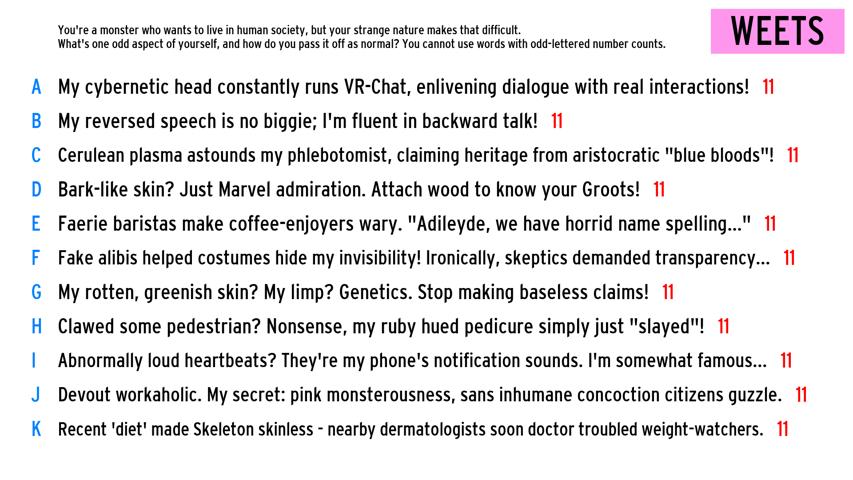 You're a monster who wants to live in human society, but your strange nature makes that difficult.
What's one odd aspect of yourself, and how do you pass it off as normal? You cannot use words with odd-lettered number counts.
WEETS
A My cybernetic head constantly runs VR-Chat, enlivening dialogue with real interactions! 11
B My reversed speech is no biggie; I'm fluent in backward talk! 11
C Cerulean plasma astounds my phlebotomist, claiming heritage from aristocratic "blue bloods"! 11
D Bark-like skin? Just Marvel admiration. Attach wood to know your Groots! 11
E Faerie baristas make coffee-enjoyers wary. "Adileyde, we have horrid name spelling..." 11
F Fake alibis helped costumes hide my invisibility! Ironically, skeptics demanded transparency... 11
G My rotten, greenish skin? My limp? Genetics. Stop making baseless claims! 11
H Clawed some pedestrian? Nonsense, my ruby hued pedicure simply just "slayed"! 11
I Abnormally loud heartbeats? They're my phone's notification sounds. I'm somewhat famous... 11
J Devout workaholic. My secret: pink monsterousness, sans inhumane concoction citizens guzzle. 11
K Recent 'diet' made Skeleton skinless - nearby dermatologists soon doctor troubled weight-watchers. 11